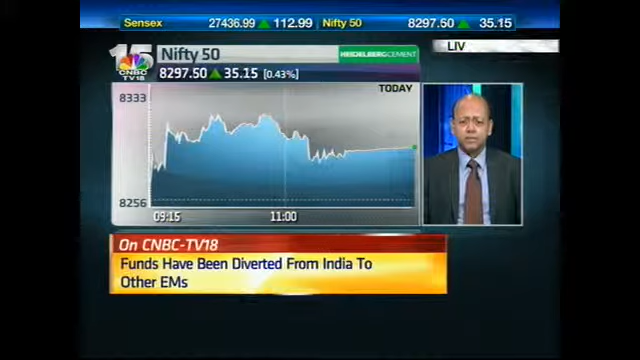 Sensex 27436.99 ▲ 112.99 Nifty 50 8297.50 ▲ 35.15
LIV
15
CNBC
TV18
Nifty 50
HEIDELBERGCEMENT
8297.50 ▲ 35.15 [0.43%]
TODAY
8333
8256
09:15 11:00
On CNBC-TV18
Funds Have Been Diverted From India To
Other EMs